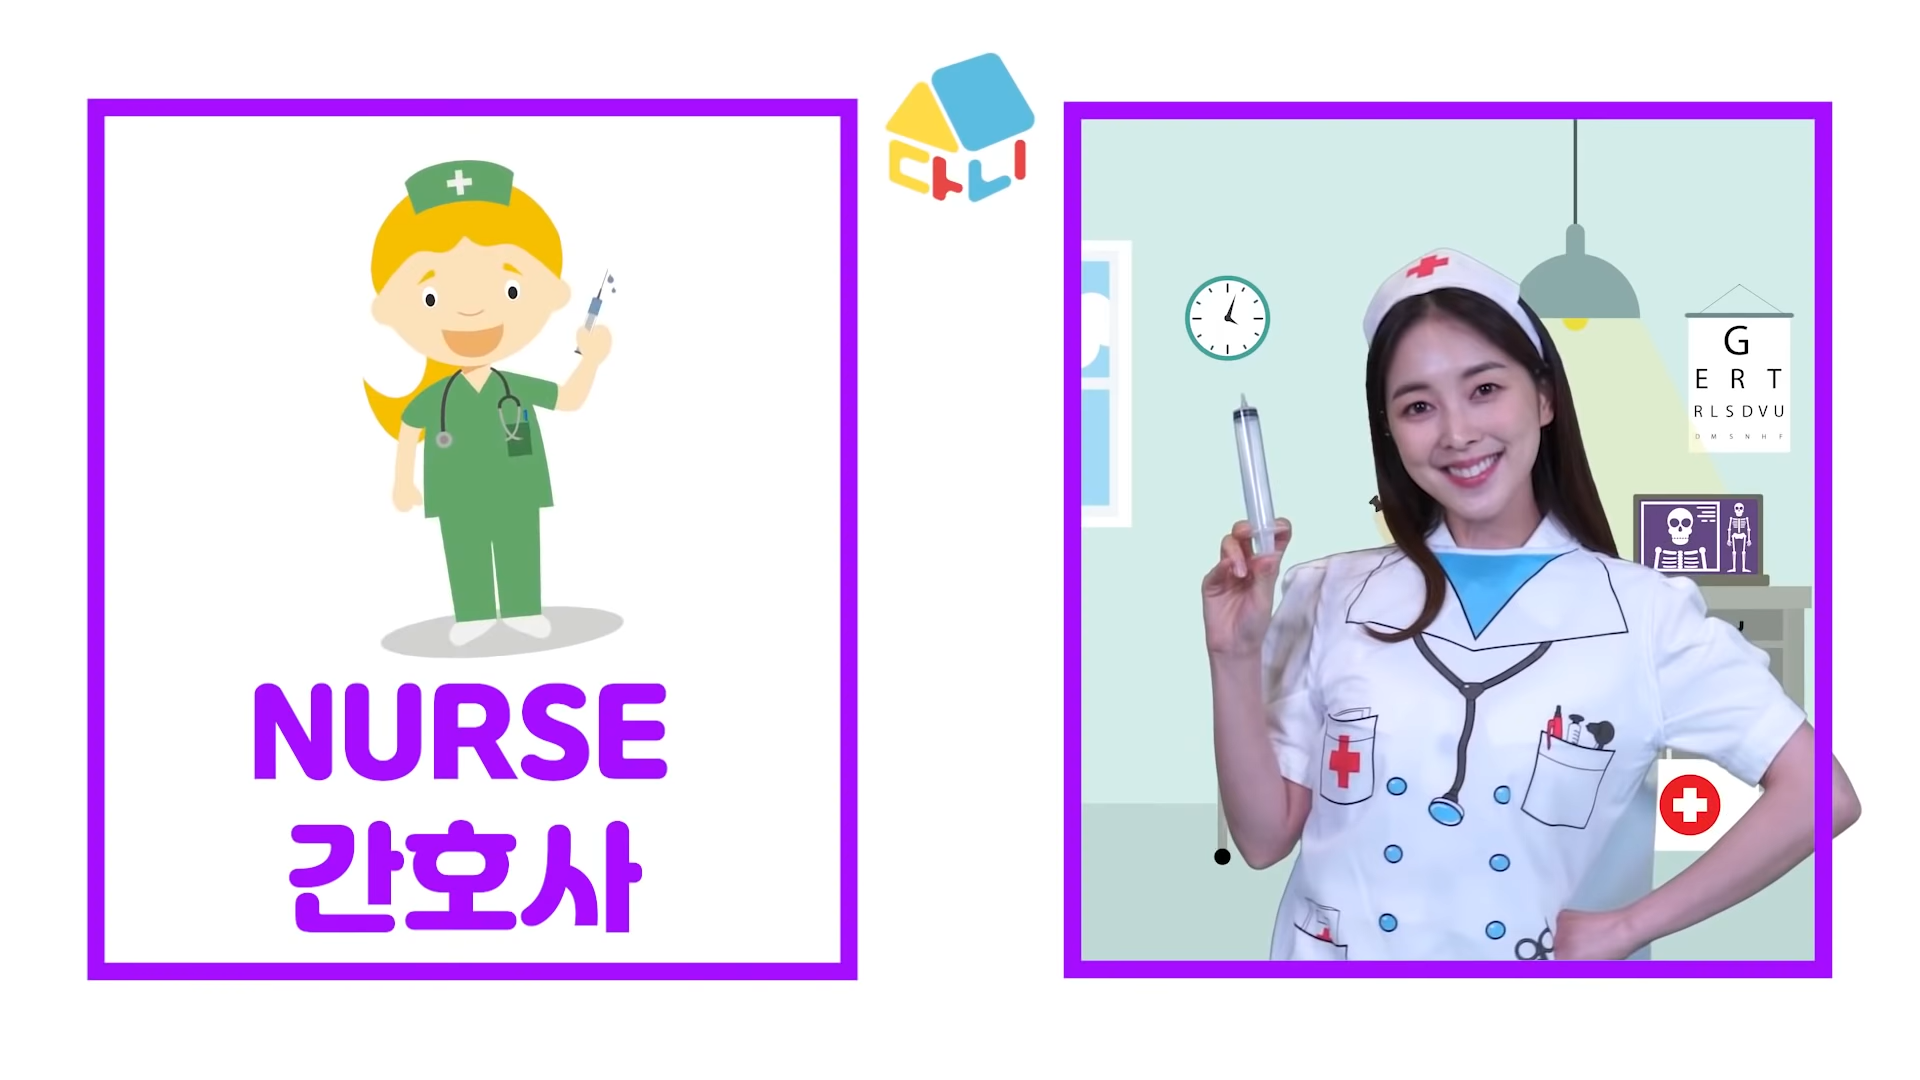 NURSE
간호사
다니
G
E R T
R L S D V U
D M S N H F